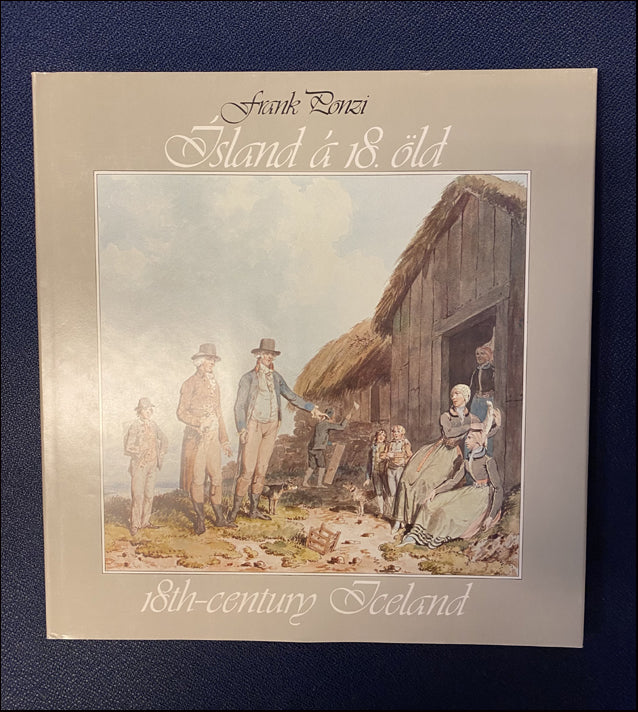 Frank Ponzi
Ísland á 18. öld
18th-century Iceland